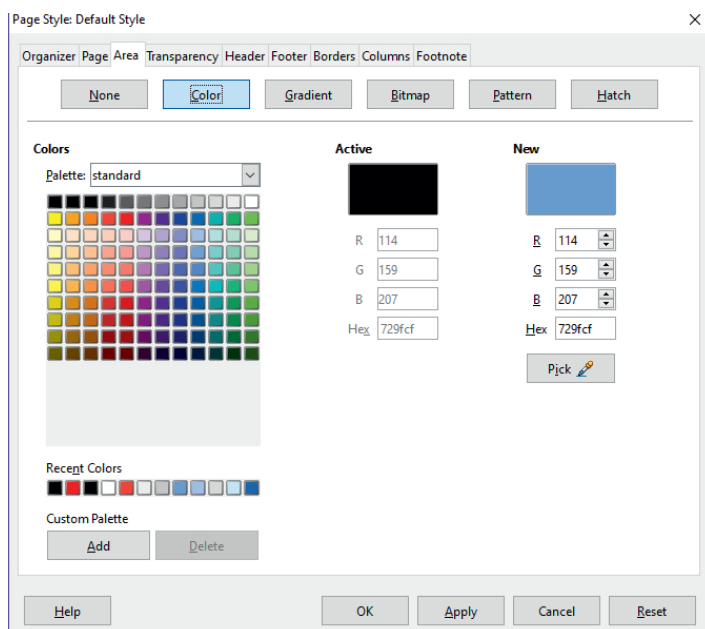 Page Style: Default Style
Organizer Page Area Transparency Header Footer Borders Columns Footnote
None Color Gradient Bitmap Pattern Hatch
Colors Active New
Palette: standard
R 114 R 114
G 159 G 159
B 207 B 207
Hex 729fcf Hex 729fcf
Pick
Recent Colors
Custom Palette
Add Delete
Help OK Apply Cancel Reset